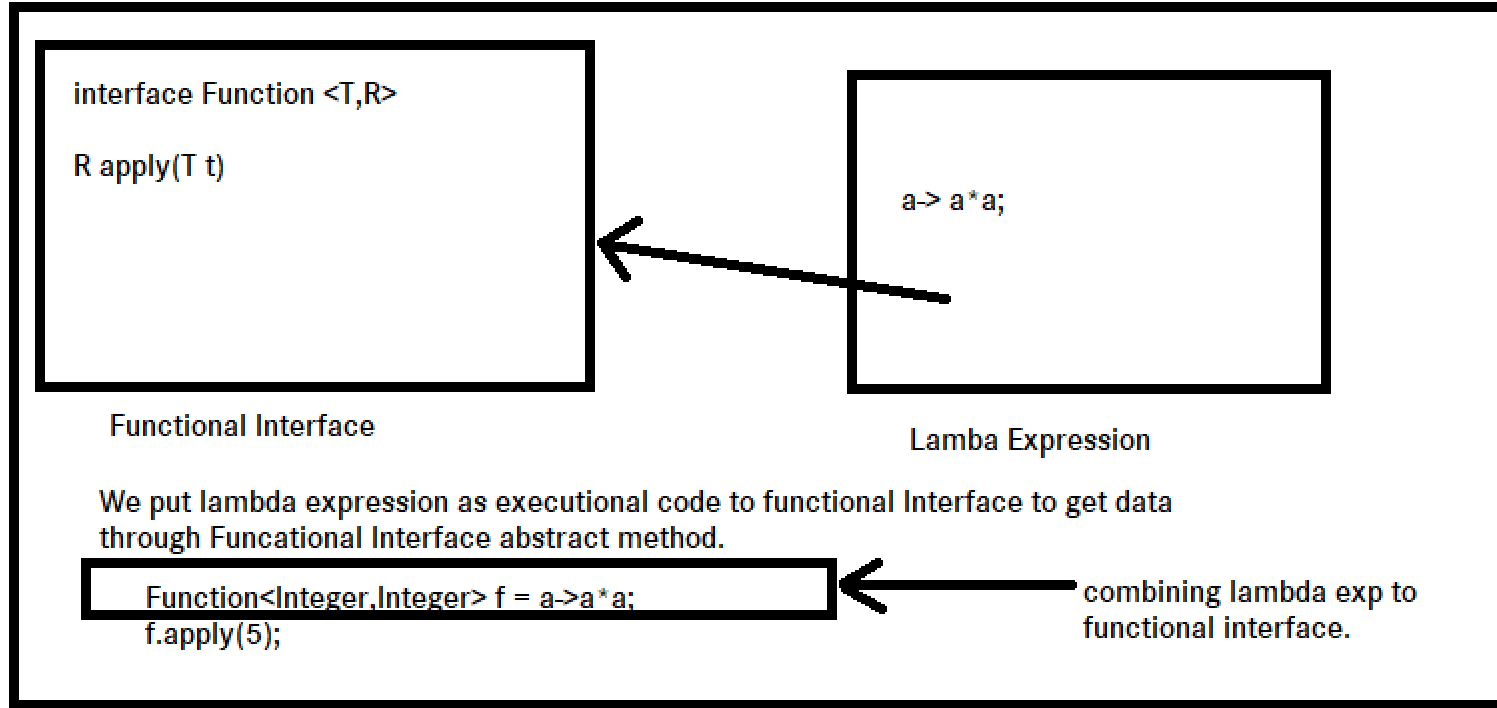 interface Function <T,R>
R apply(T t)
a-> a*a;
Functional Interface
Lamba Expression
We put lambda expression as executional code to functional Interface to get data
through Funcational Interface abstract method.
Function<Integer,Integer> f = a->a*a;
f.apply(5);
combining lambda exp to
functional interface.